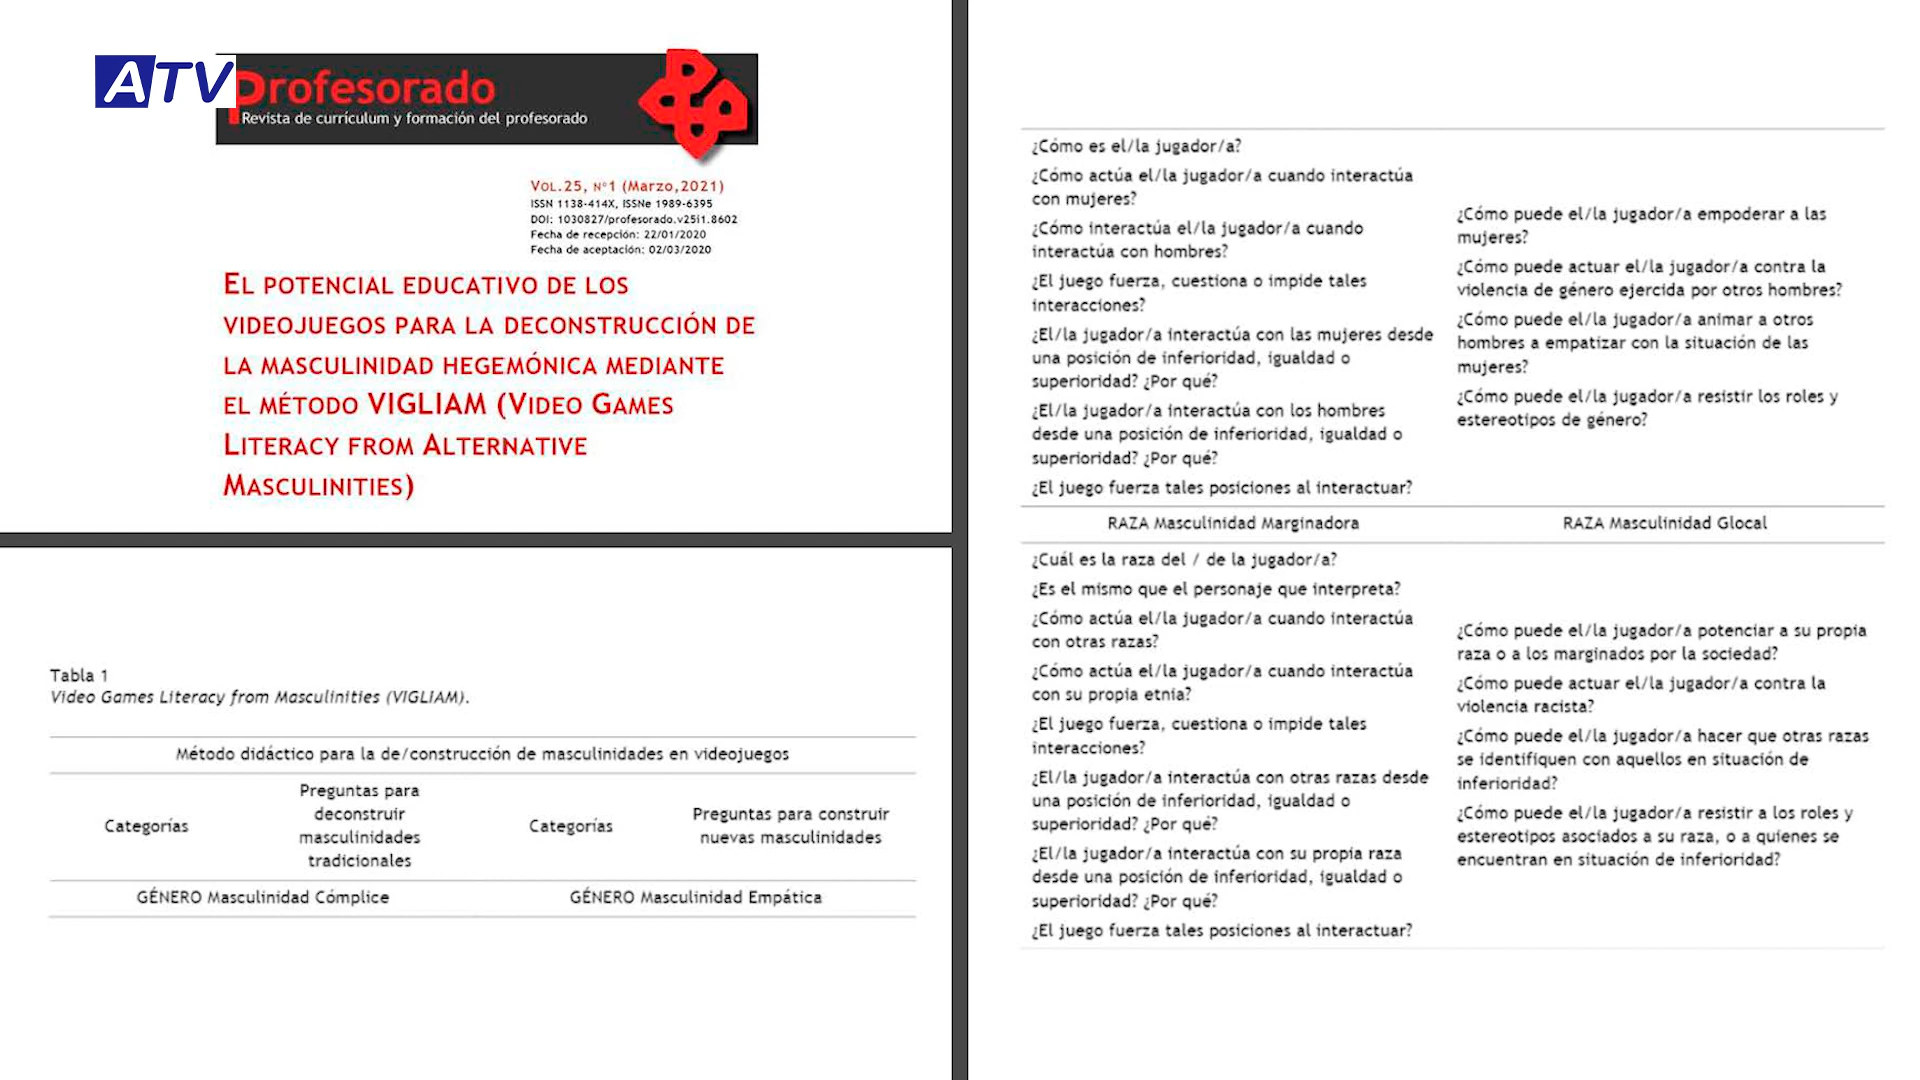 ATV
Profesorado
Revista de currículum y formación del profesorado
VOL.25, Nº1 (Marzo,2021)
ISSN 1138-414X, ISSNe 1989-6395
DOI: 1030827/profesorado.v25i1.8602
Fecha de recepción: 22/01/2020
Fecha de aceptación: 02/03/2020
EL POTENCIAL EDUCATIVO DE LOS
VIDEOJUEGOS PARA LA DECONSTRUCCIÓN DE
LA MASCULINIDAD HEGEMÓNICA MEDIANTE
EL MÉTODO VIGLIAM (VIDEO GAMES
LITERACY FROM ALTERNATIVE
MASCULINITIES)
Tabla 1
Video Games Literacy from Masculinities (VIGLIAM).
Método didáctico para la de/construcción de masculinidades en videojuegos
Categorías
Preguntas para
deconstruir
masculinidades
tradicionales
Categorías
Preguntas para construir
nuevas masculinidades
GÉNERO Masculinidad Cómplice
GÉNERO Masculinidad Empática
¿Cómo es el/la jugador/a?
¿Cómo actúa el/la jugador/a cuando interactúa
con mujeres?
¿Cómo interactúa el/la jugador/a cuando
interactúa con hombres?
¿El juego fuerza, cuestiona o impide tales
interacciones?
¿El/la jugador/a interactúa con las mujeres desde
una posición de inferioridad, igualdad o
superioridad? ¿Por qué?
¿El/la jugador/a interactúa con los hombres
desde una posición de inferioridad, igualdad o
superioridad? ¿Por qué?
¿El juego fuerza tales posiciones al interactuar?
¿Cómo puede el/la jugador/a empoderar a las
mujeres?
¿Cómo puede actuar el/la jugador/a contra la
violencia de género ejercida por otros hombres?
¿Cómo puede el/la jugador/a animar a otros
hombres a empatizar con la situación de las
mujeres?
¿Cómo puede el/la jugador/a resistir los roles y
estereotipos de género?
RAZA Masculinidad Marginadora
RAZA Masculinidad Glocal
¿Cuál es la raza del / de la jugador/a?
¿Es el mismo que el personaje que interpreta?
¿Cómo actúa el/la jugador/a cuando interactúa
con otras razas?
¿Cómo actúa el/la jugador/a cuando interactúa
con su propia etnia?
¿El juego fuerza, cuestiona o impide tales
interacciones?
¿El/la jugador/a interactúa con otras razas desde
una posición de inferioridad, igualdad o
superioridad? ¿Por qué?
¿El/la jugador/a interactúa con su propia raza
desde una posición de inferioridad, igualdad o
superioridad? ¿Por qué?
¿El juego fuerza tales posiciones al interactuar?
¿Cómo puede el/la jugador/a potenciar a su propia
raza o a los marginados por la sociedad?
¿Cómo puede actuar el/la jugador/a contra la
violencia racista?
¿Cómo puede el/la jugador/a hacer que otras razas
se identifiquen con aquellos en situación de
inferioridad?
¿Cómo puede el/la jugador/a resistir a los roles y
estereotipos asociados a su raza, o a quienes se
encuentran en situación de inferioridad?